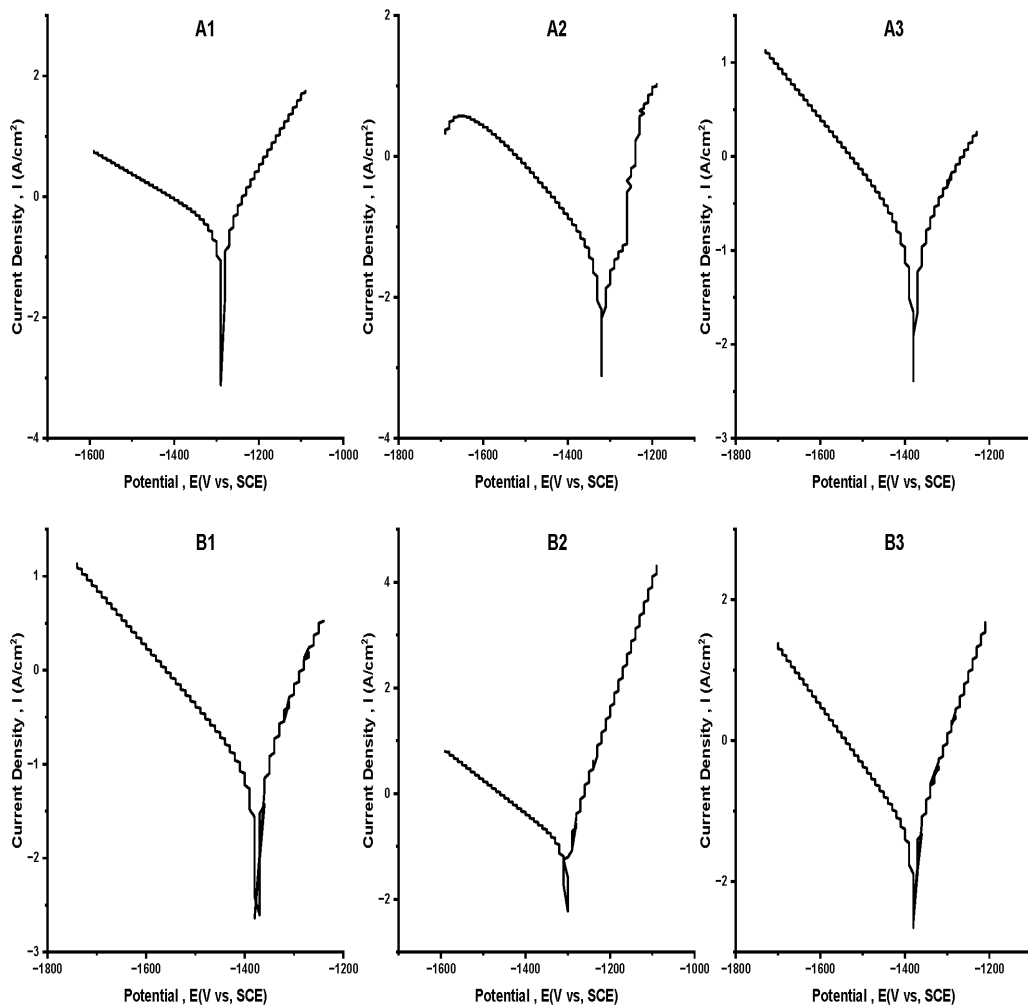 A1
A2
A3
Current Density , I (A/cm²)
2
0
−2
−4
−1600
−1400
−1200
−1000
Potential , E(V vs, SCE)
Current Density , I (A/cm²)
2
0
−2
−4
−1800
−1600
−1400
−1200
Potential , E(V vs, SCE)
Current Density , I (A/cm²)
1
0
−1
−2
−3
−1800
−1600
−1400
−1200
Potential , E(V vs, SCE)
B1
B2
B3
Current Density , I (A/cm²)
1
0
−1
−2
−3
−1800
−1600
−1400
−1200
Potential , E(V vs, SCE)
Current Density , I (A/cm²)
4
2
0
−2
−1600
−1400
−1200
−1000
Potential , E(V vs, SCE)
Current Density , I (A/cm²)
2
0
−2
−1800
−1600
−1400
−1200
Potential , E(V vs, SCE)